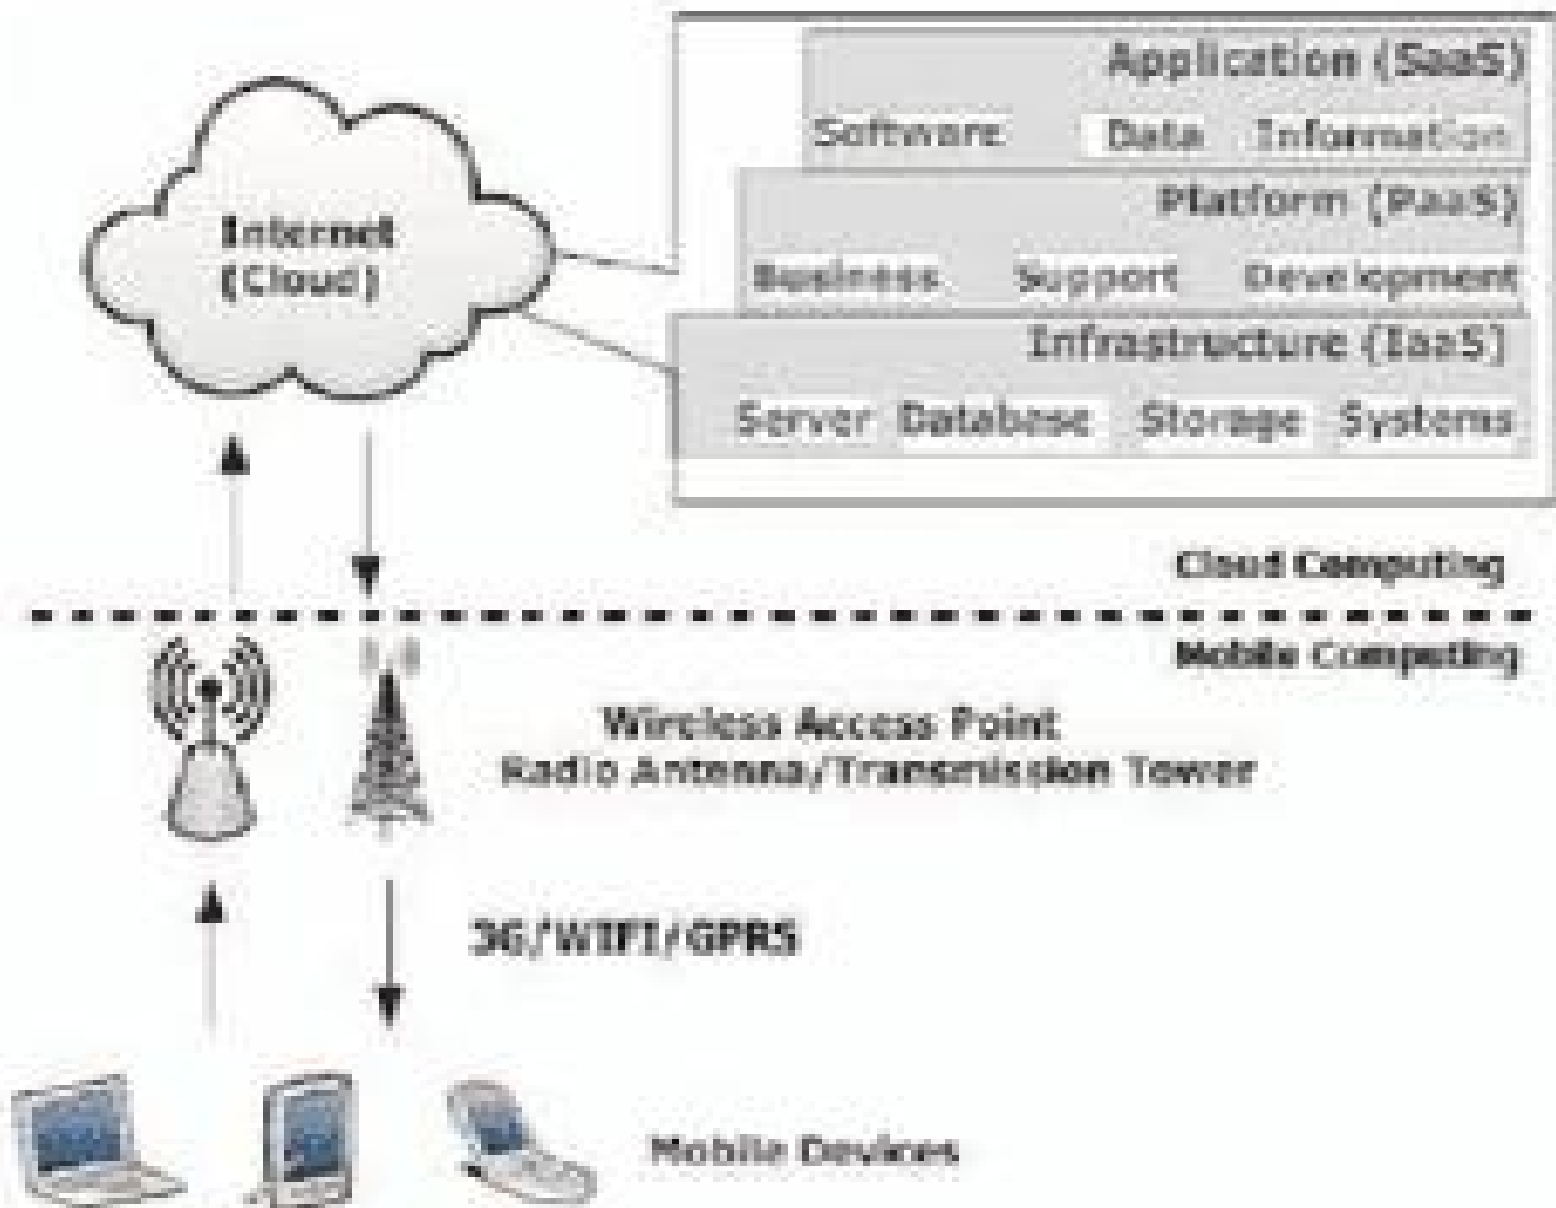 Application (SaaS)
Software Data Information
Platform (PaaS)
Business Support Development
Infrastructure (IaaS)
Server Database Storage Systems
Internet
(Cloud)
Cloud Computing
Mobile Computing
Wireless Access Point
Radio Antenna/Transmission Tower
3G/WIFI/GPRS
Mobile Devices